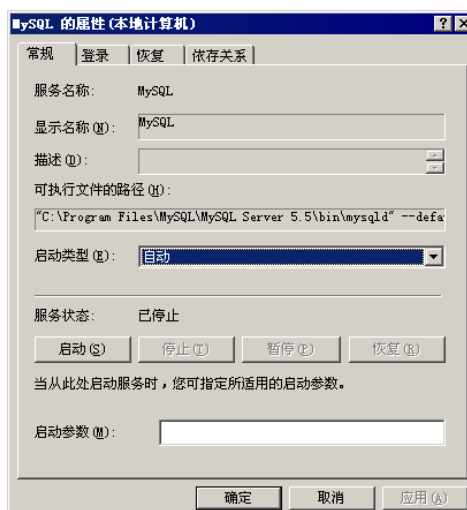 MySQL 的属性(本地计算机)
常规 登录 恢复 依存关系
服务名称: MySQL
显示名称(N): MySQL
描述(D):
可执行文件的路径(H):
"C:\Program Files\MySQL\MySQL Server 5.5\bin\mysqld" --defa
启动类型(E): 自动
服务状态: 已停止
启动(S) 停止(T) 暂停(P) 恢复(R)
当从此处启动服务时，您可指定所适用的启动参数。
启动参数(M):
确定 取消 应用(A)